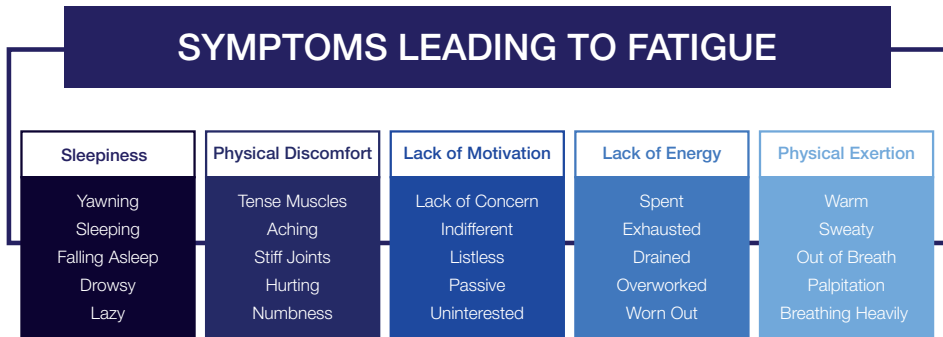 SYMPTOMS LEADING TO FATIGUE
Sleepiness
Yawning
Sleeping
Falling Asleep
Drowsy
Lazy
Physical Discomfort
Tense Muscles
Aching
Stiff Joints
Hurting
Numbness
Lack of Motivation
Lack of Concern
Indifferent
Listless
Passive
Uninterested
Lack of Energy
Spent
Exhausted
Drained
Overworked
Worn Out
Physical Exertion
Warm
Sweaty
Out of Breath
Palpitation
Breathing Heavily